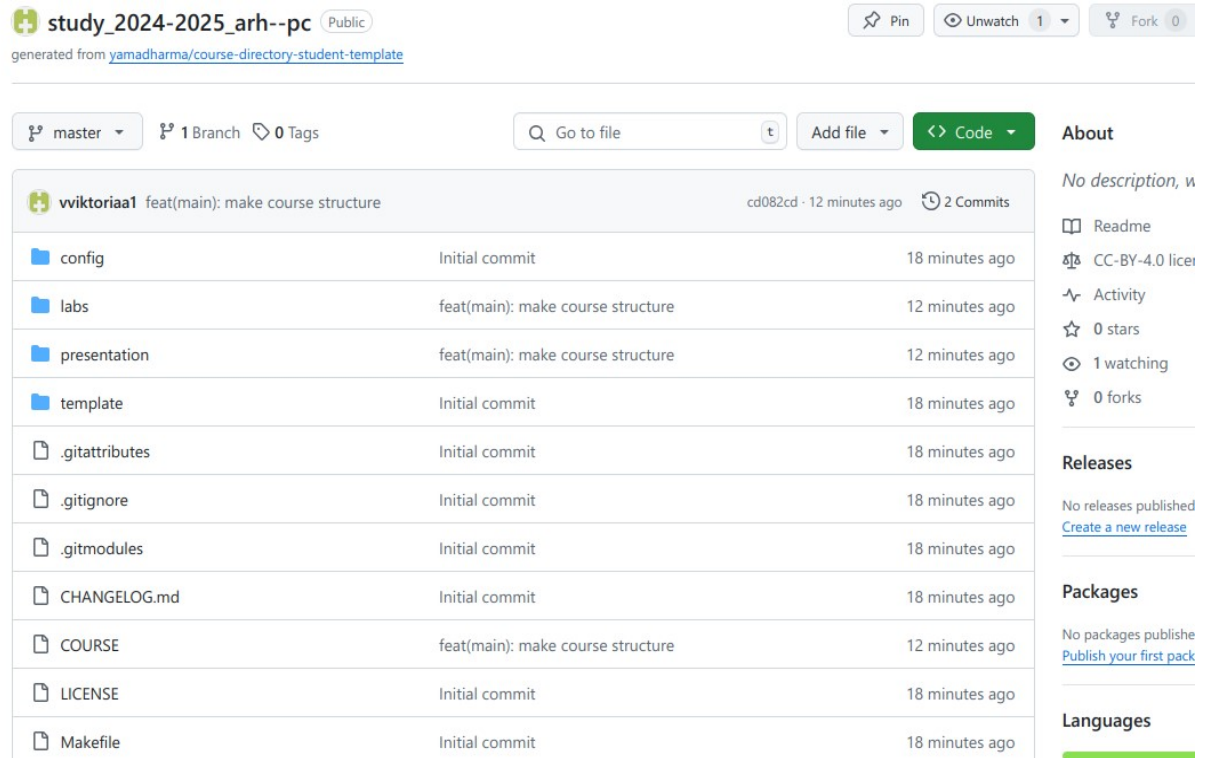 study_2024-2025_arh--pc Public
Pin
Unwatch 1
Fork 0
generated from yamadharma/course-directory-student-template
master
1 Branch
0 Tags
Go to file
t
Add file
Code
vviktoriaa1 feat(main): make course structure cd082cd · 12 minutes ago 2 Commits
config Initial commit 18 minutes ago
labs feat(main): make course structure 12 minutes ago
presentation feat(main): make course structure 12 minutes ago
template Initial commit 18 minutes ago
.gitattributes Initial commit 18 minutes ago
.gitignore Initial commit 18 minutes ago
.gitmodules Initial commit 18 minutes ago
CHANGELOG.md Initial commit 18 minutes ago
COURSE feat(main): make course structure 12 minutes ago
LICENSE Initial commit 18 minutes ago
Makefile Initial commit 18 minutes ago
About
No description, w
Readme
CC-BY-4.0 licen
Activity
0 stars
1 watching
0 forks
Releases
No releases published
Create a new release
Packages
No packages publishe
Publish your first pack
Languages